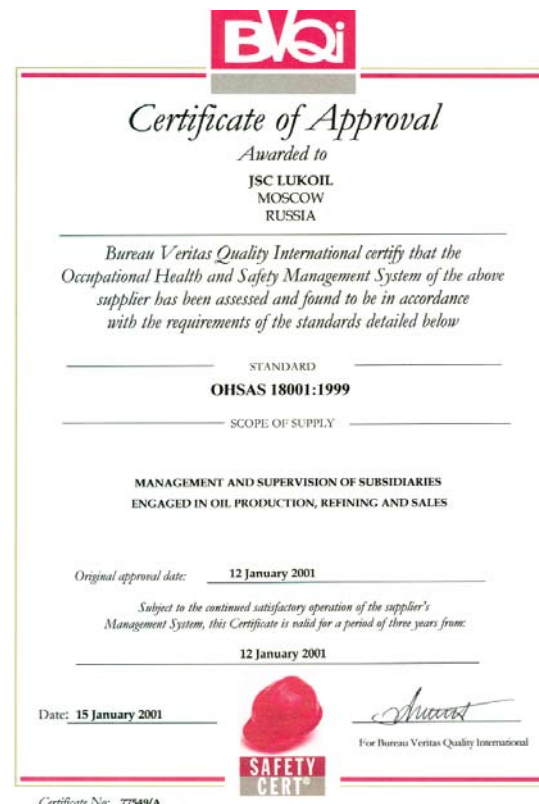 BVQi
Certificate of Approval
Awarded to
JSC LUKOIL
MOSCOW
RUSSIA
Bureau Veritas Quality International certify that the
Occupational Health and Safety Management System of the above
supplier has been assessed and found to be in accordance
with the requirements of the standards detailed below
STANDARD
OHSAS 18001:1999
SCOPE OF SUPPLY
MANAGEMENT AND SUPERVISION OF SUBSIDIARIES
ENGAGED IN OIL PRODUCTION, REFINING AND SALES
Original approval date: 12 January 2001
Subject to the continued satisfactory operation of the supplier's
Management System, this Certificate is valid for a period of three years from:
12 January 2001
Date: 15 January 2001
For Bureau Veritas Quality International
SAFETY
CERT®
Certificate No: 77549/A